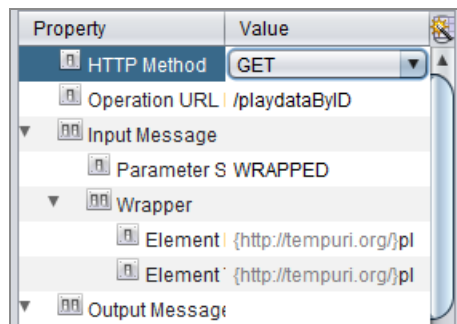 Property Value
HTTP Method GET
Operation URL /playdataByID
Input Message
Parameter S WRAPPED
Wrapper
Element {http://tempuri.org/}pl
Element {http://tempuri.org/}pl
Output Message